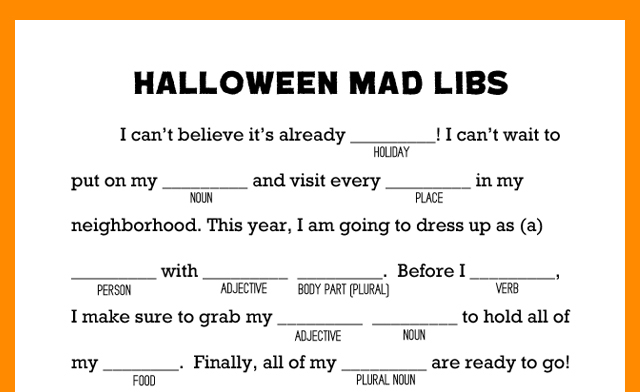 HALLOWEEN MAD LIBS
I can't believe it's already _________! I can't wait to
HOLIDAY
put on my _________ and visit every _________ in my
NOUN PLACE
neighborhood. This year, I am going to dress up as (a)
_________ with _________ _________. Before I _________,
PERSON ADJECTIVE BODY PART (PLURAL) VERB
I make sure to grab my _________ _________ to hold all of
ADJECTIVE NOUN
my ________. Finally, all of my _________ are ready to go!
FOOD PLURAL NOUN